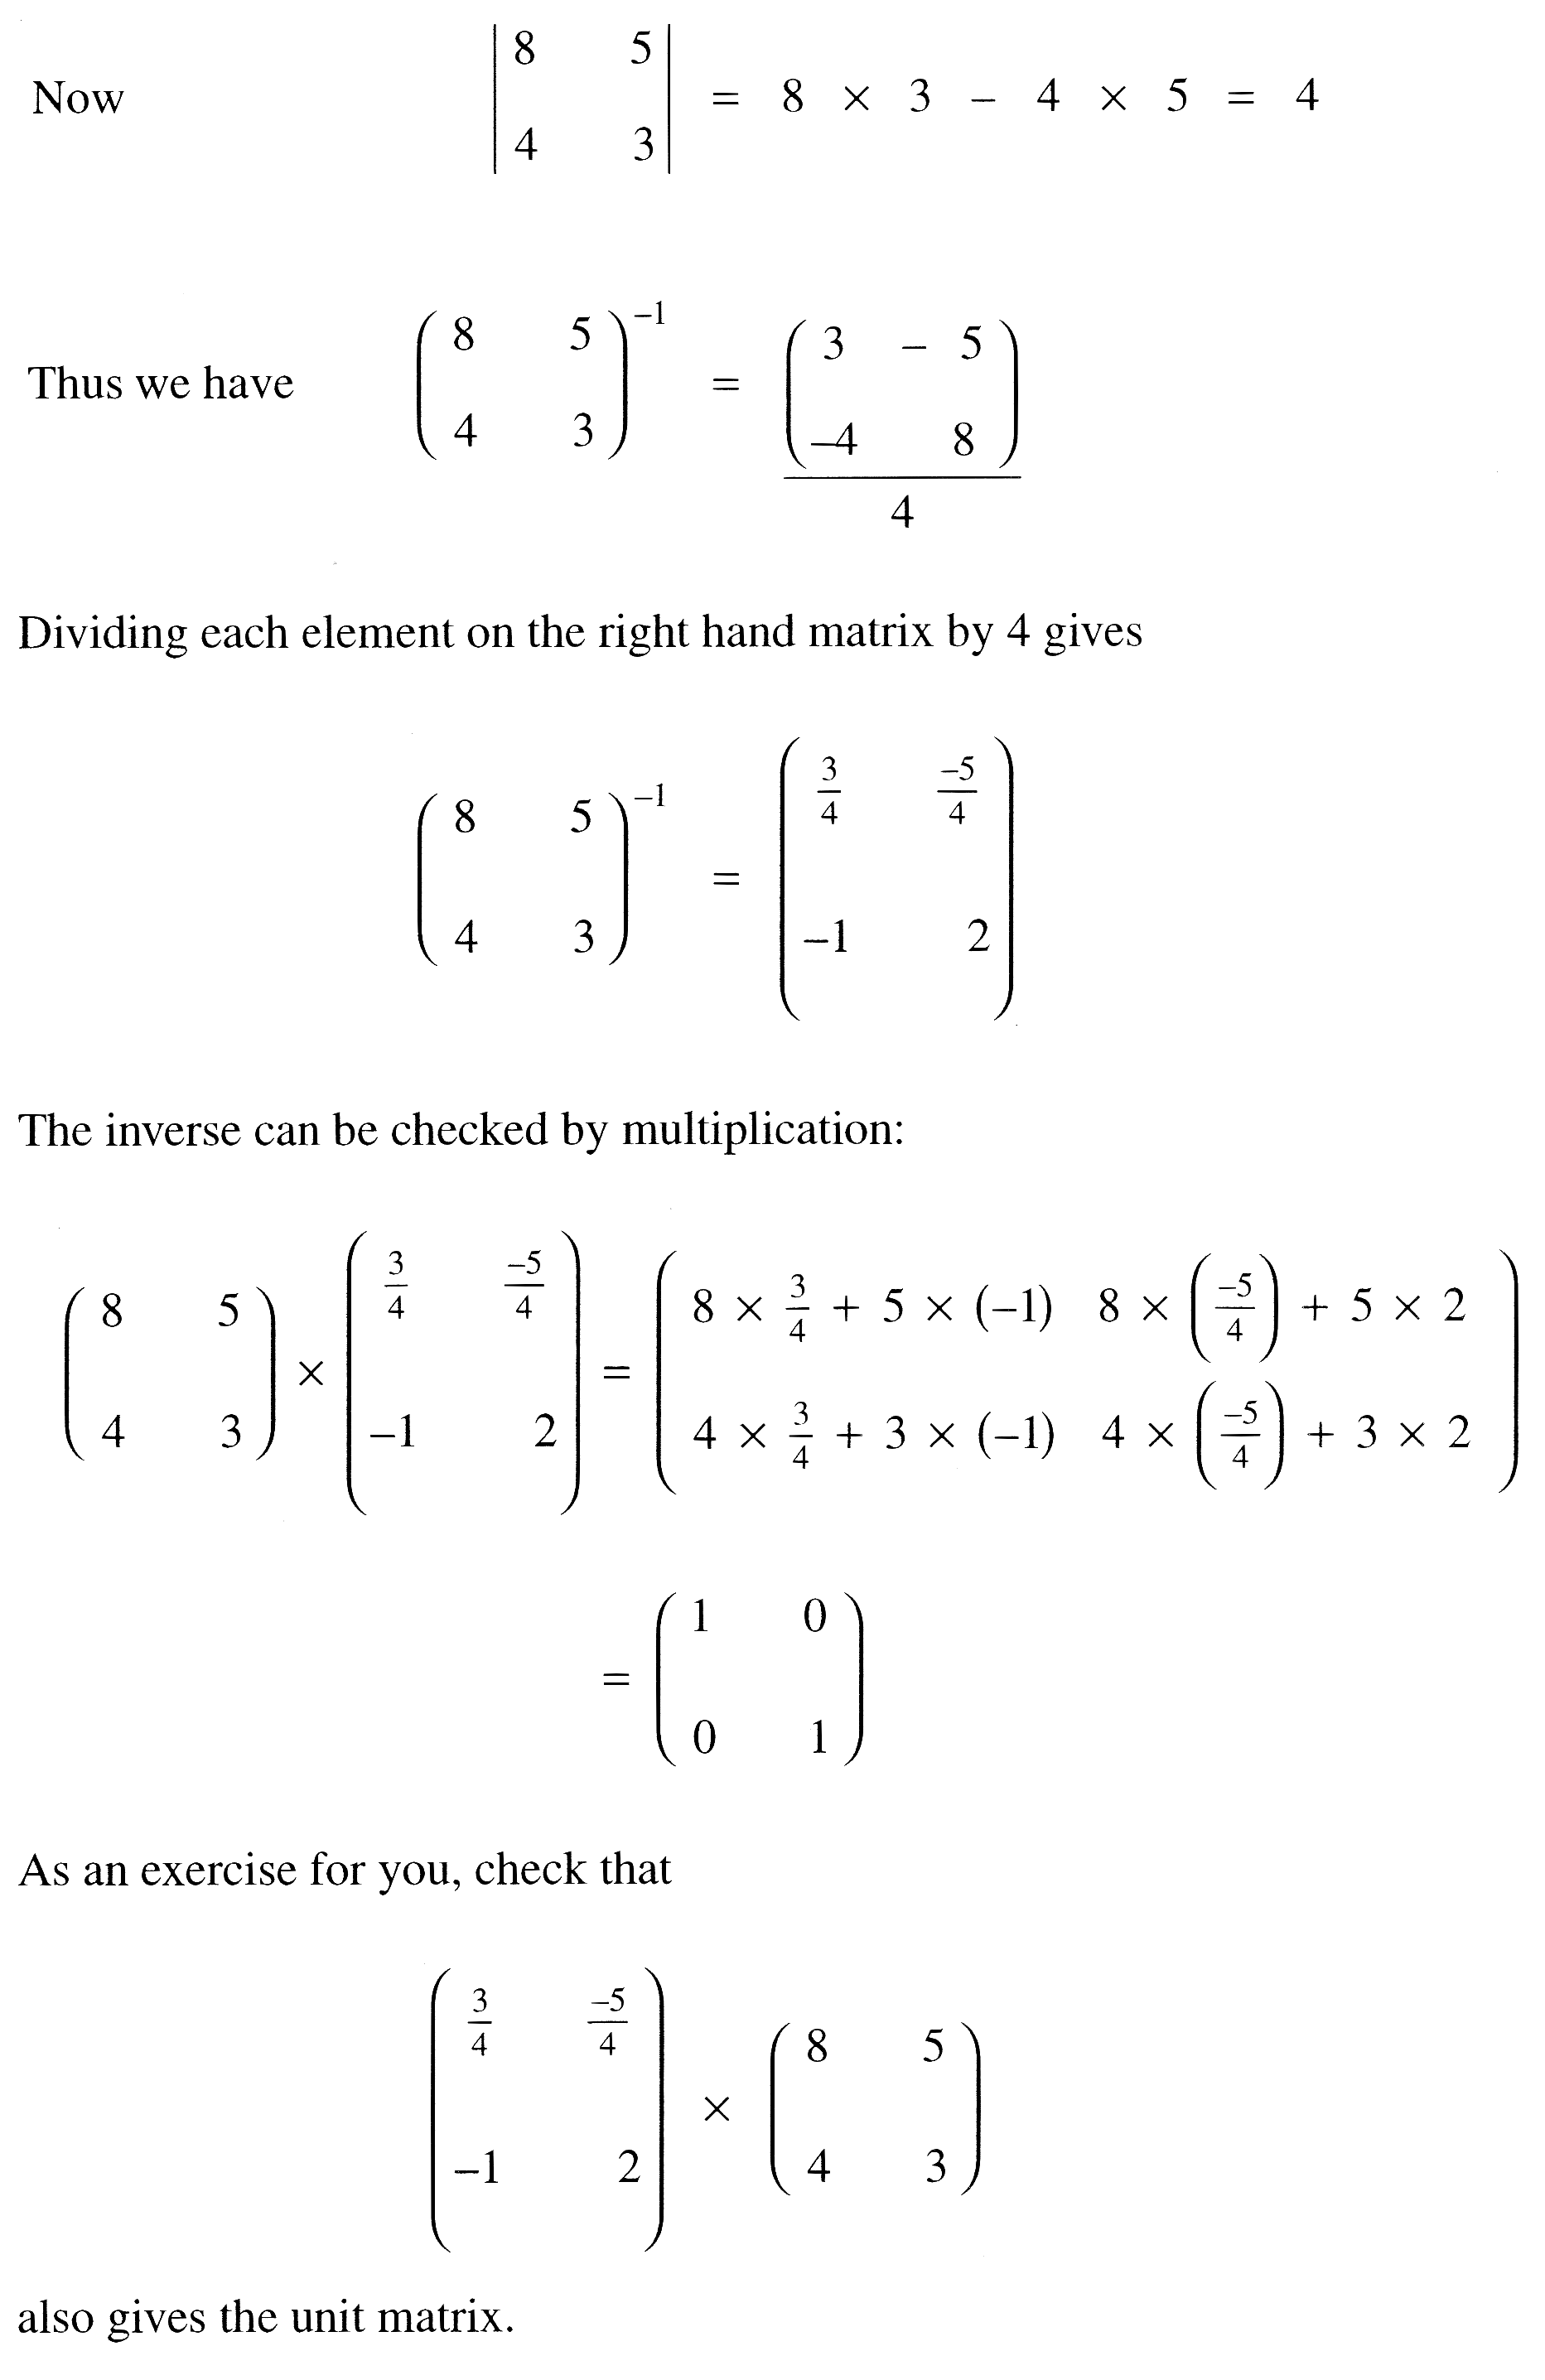 Now | 8 5 | = 8 × 3 – 4 × 5 = 4
| 4 3 |
Thus we have ( 8 5 )⁻¹ = ( 3 – 5 )
( 4 3 ) ( –4 8 )
4
Dividing each element on the right hand matrix by 4 gives
( 8 5 )⁻¹ = ( 3/4 –5/4 )
( 4 3 ) ( –1 2 )
The inverse can be checked by multiplication:
( 8 5 ) × ( 3/4 –5/4 ) = ( 8 × 3/4 + 5 × (–1) 8 × (–5/4) + 5 × 2 )
( 4 3 ) ( –1 2 ) ( 4 × 3/4 + 3 × (–1) 4 × (–5/4) + 3 × 2 )
= ( 1 0 )
( 0 1 )
As an exercise for you, check that
( 3/4 –5/4 ) × ( 8 5 )
( –1 2 ) ( 4 3 )
also gives the unit matrix.